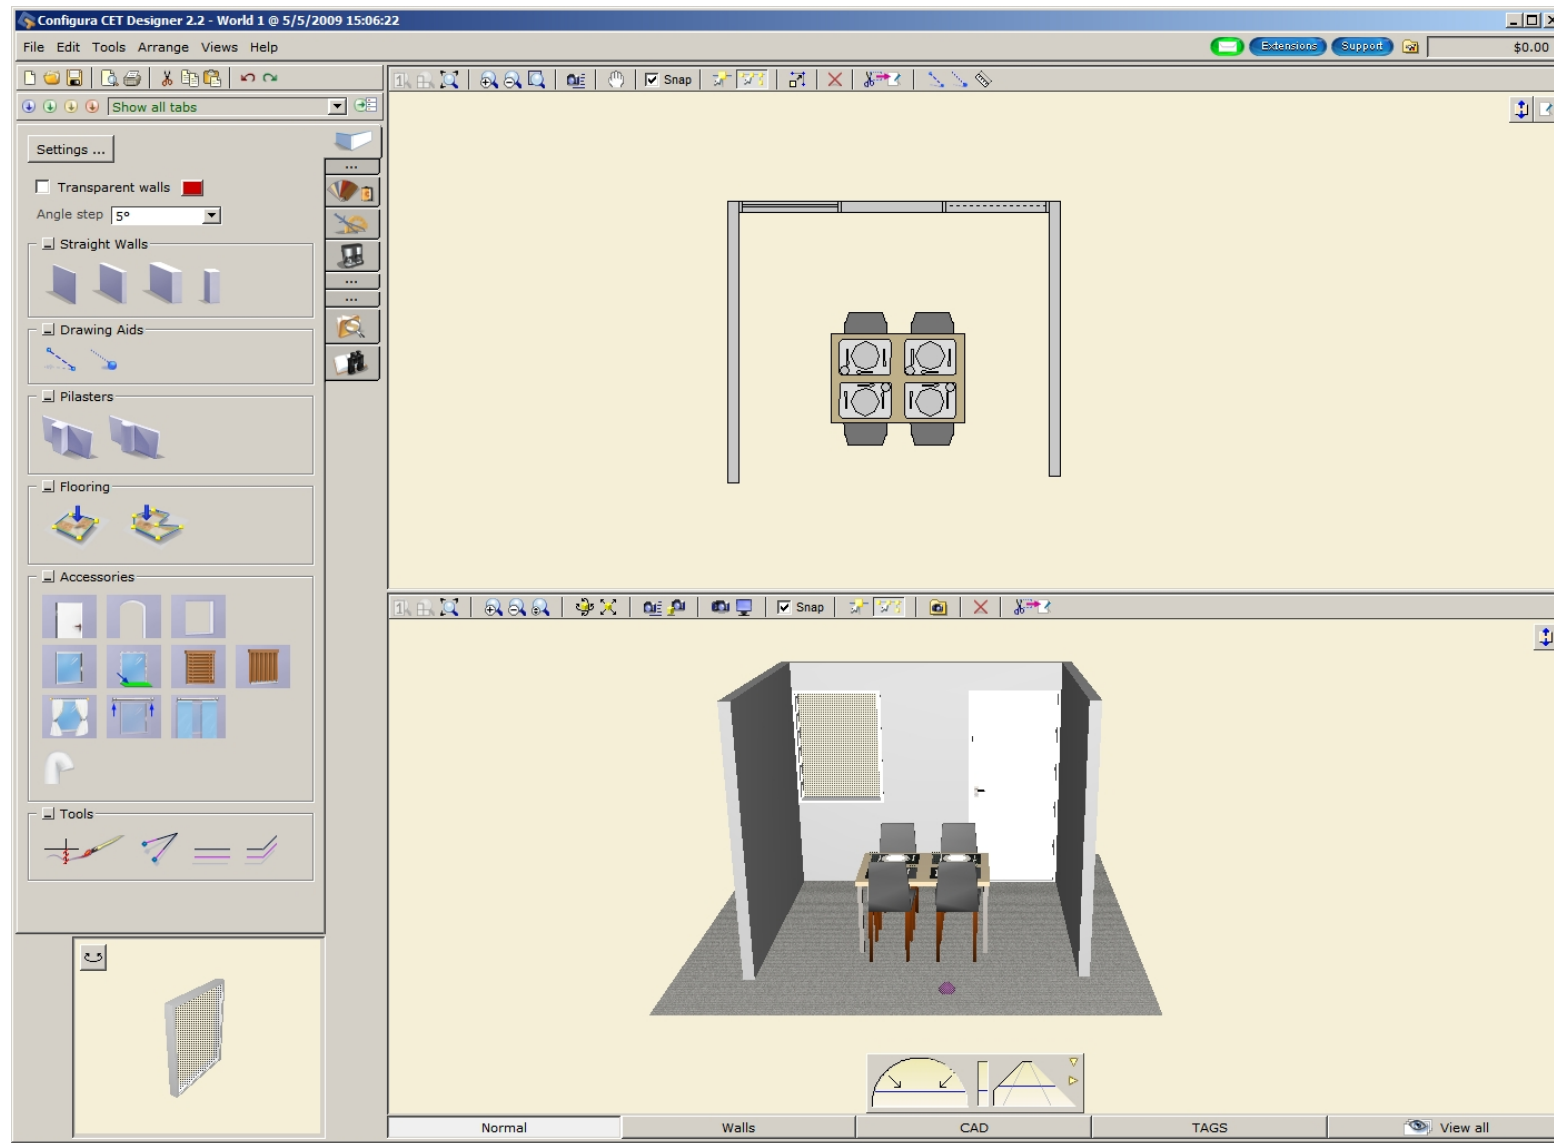 Configura CET Designer 2.2 - World 1 @ 5/5/2009 15:06:22
File Edit Tools Arrange Views Help
Extensions Support $0.00
Show all tabs
Snap
Settings ...
Transparent walls
Angle step 5°
Straight Walls
Drawing Aids
Pilasters
Flooring
Accessories
Snap
Tools
Normal Walls CAD TAGS View all